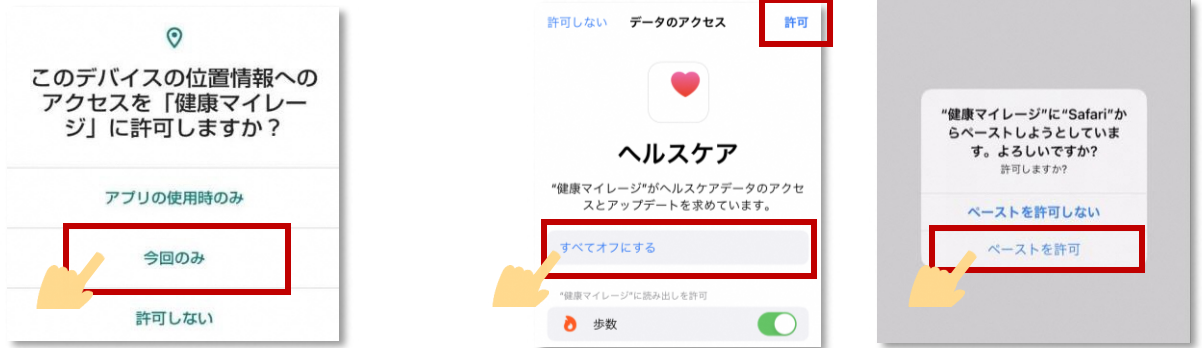 このデバイスの位置情報への
アクセスを「健康マイレー
ジ」に許可しますか？
アプリの使用時のみ
今回のみ
許可しない
許可しない データのアクセス 許可
ヘルスケア
"健康マイレージ"がヘルスケアデータのアクセ
スとアップデートを求めています。
すべてオフにする
"健康マイレージ"に読み出しを許可
歩数
"健康マイレージ"に"Safari"か
らペーストしようとしていま
す。よろしいですか?
許可しますか?
ペーストを許可しない
ペーストを許可